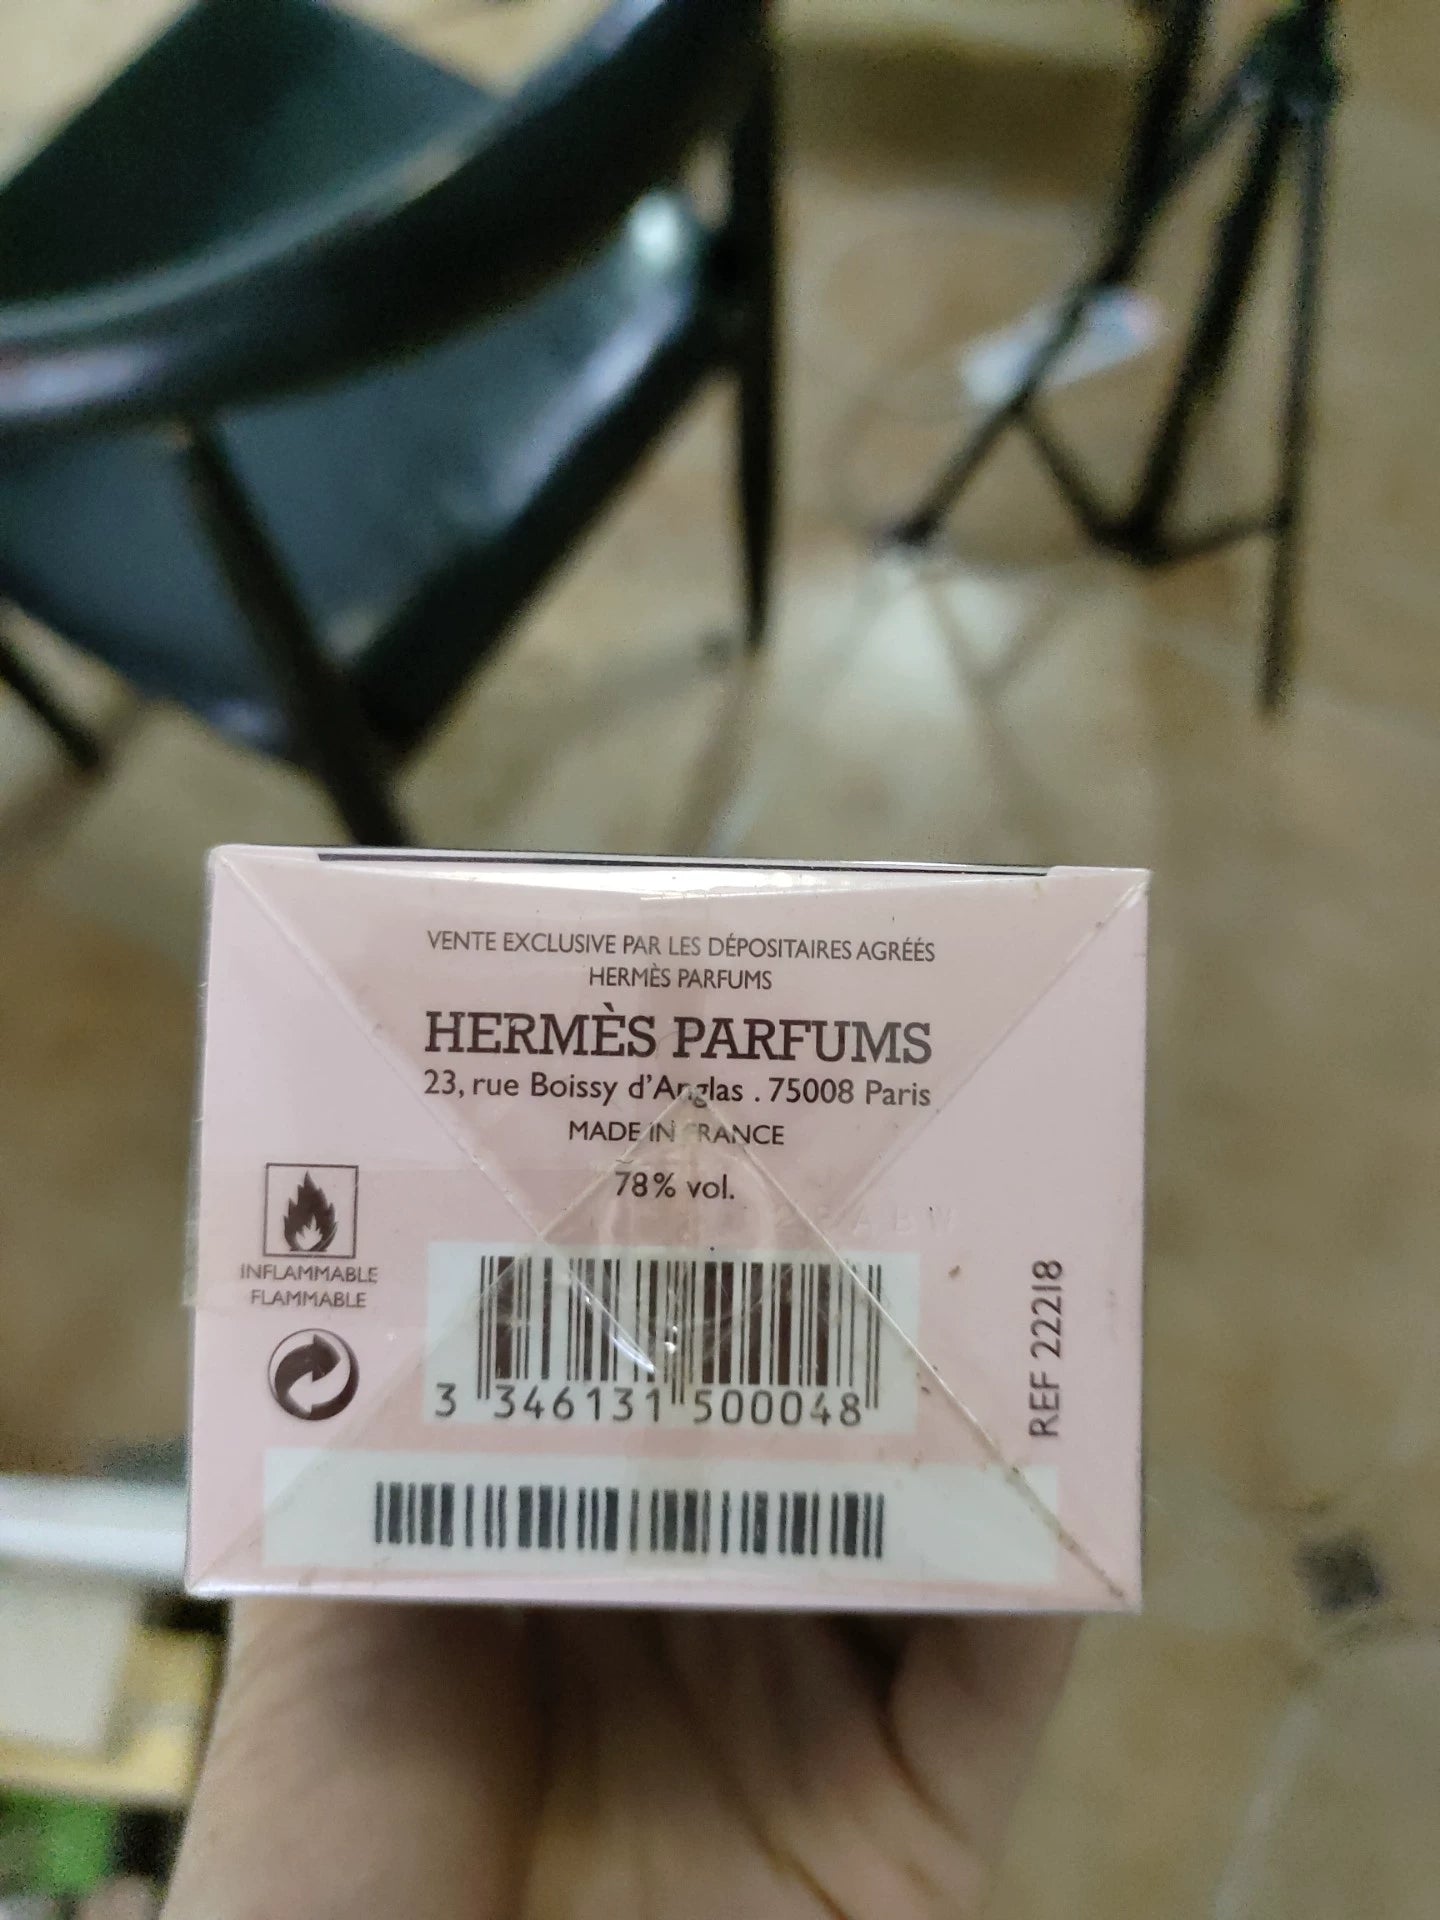 VENTE EXCLUSIVE PAR LES DÉPOSITAIRES AGRÉÉS
HERMÈS PARFUMS
HERMÈS PARFUMS
23, rue Boissy d'Anglas . 75008 Paris
MADE IN FRANCE
78% vol.
INFLAMMABLE
FLAMMABLE
3 346131 500048
REF 22218